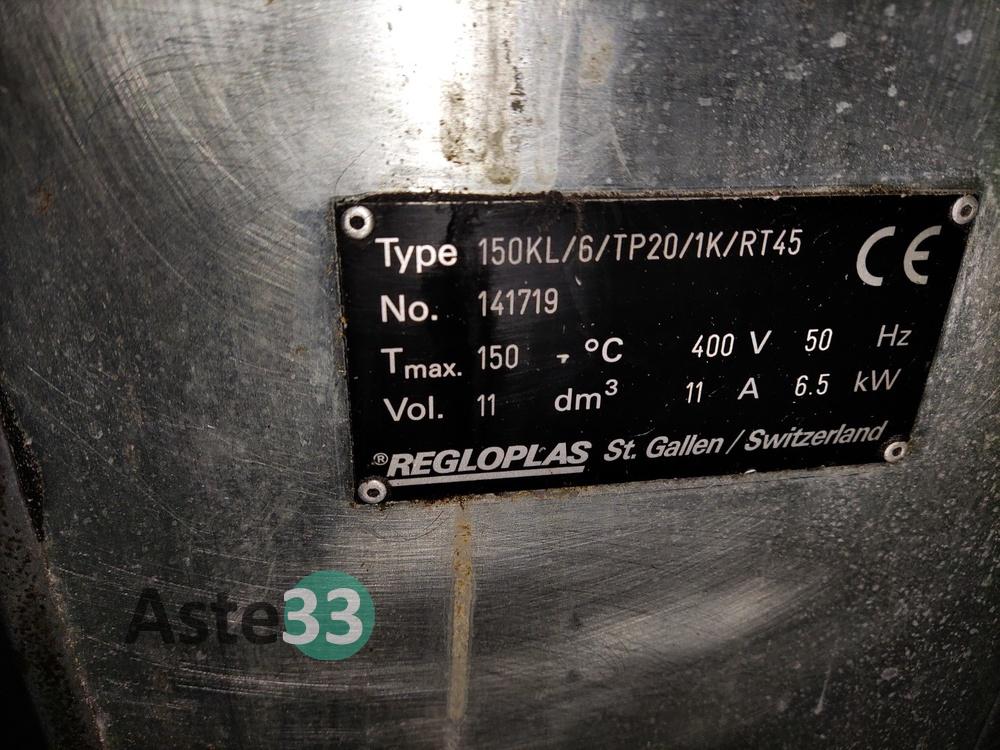 Type 150KL/6/TP20/1K/RT45 CE
No. 141719
Tmax. 150 °C 400 V 50 Hz
Vol. 11 dm³ 11 A 6.5 kW
®REGLOPLAS St. Gallen / Switzerland
Aste33